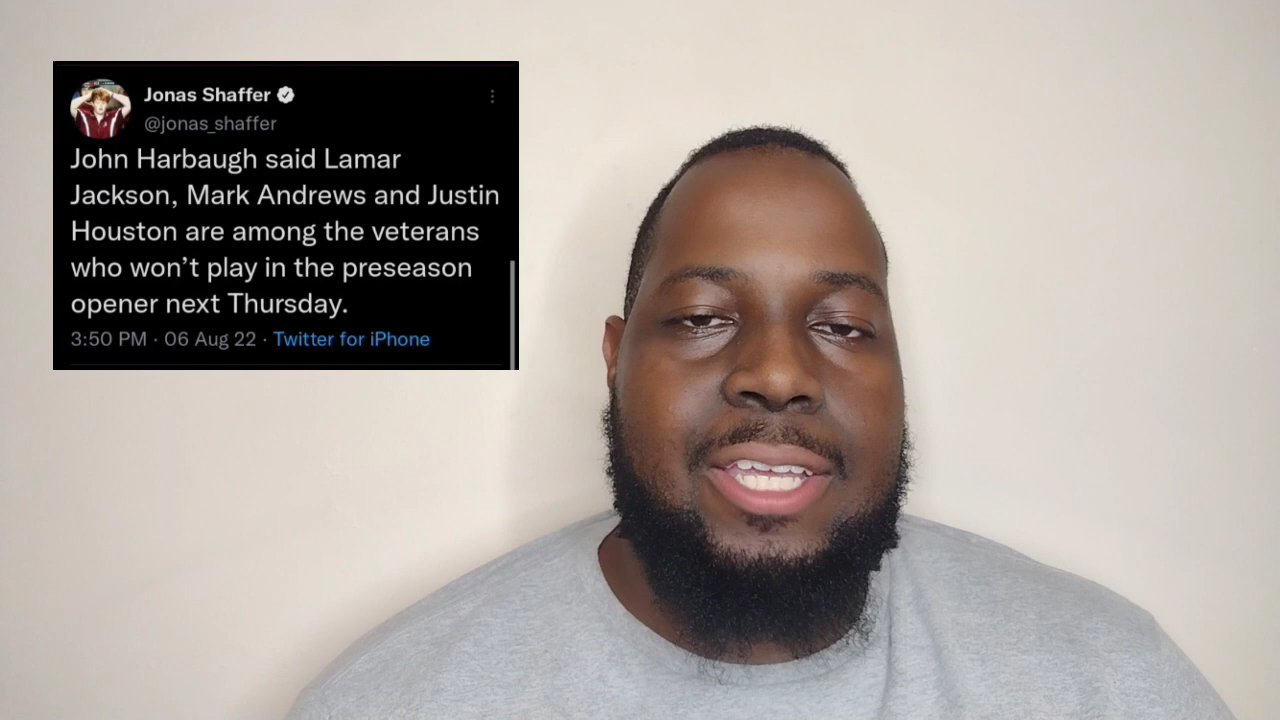 Jonas Shaffer
@jonas_shaffer
John Harbaugh said Lamar
Jackson, Mark Andrews and Justin
Houston are among the veterans
who won’t play in the preseason
opener next Thursday.
3:50 PM · 06 Aug 22 · Twitter for iPhone